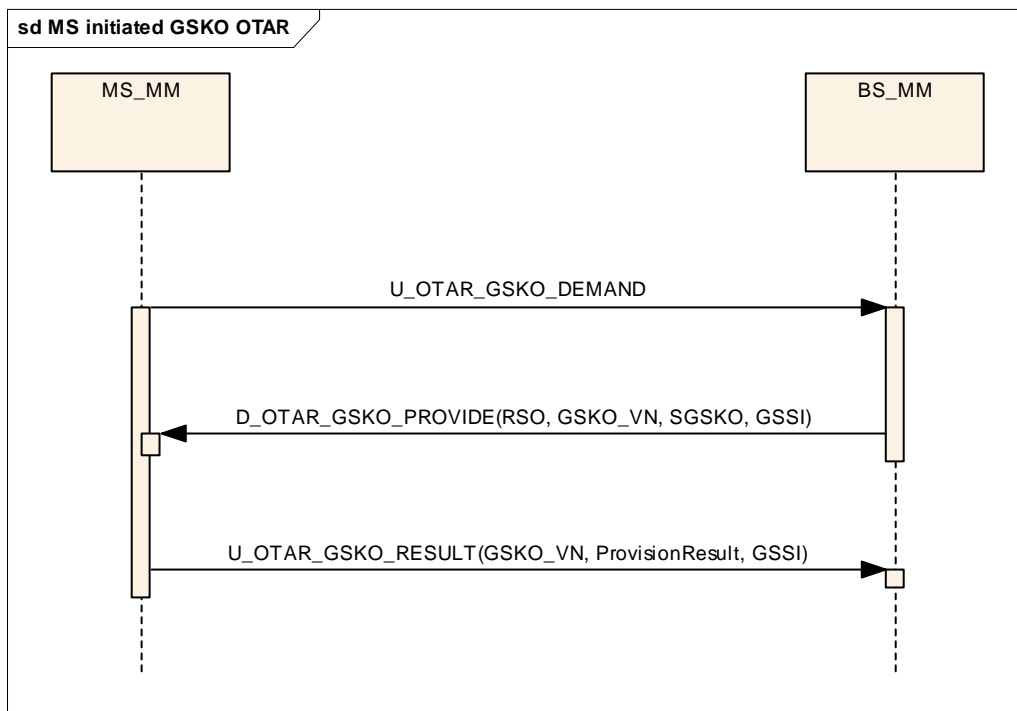 sd MS initiated GSKO OTAR
MS_MM
BS_MM
U_OTAR_GSKO_DEMAND
D_OTAR_GSKO_PROVIDE(RSO, GSKO_VN, SGSKO, GSSI)
U_OTAR_GSKO_RESULT(GSKO_VN, ProvisionResult, GSSI)